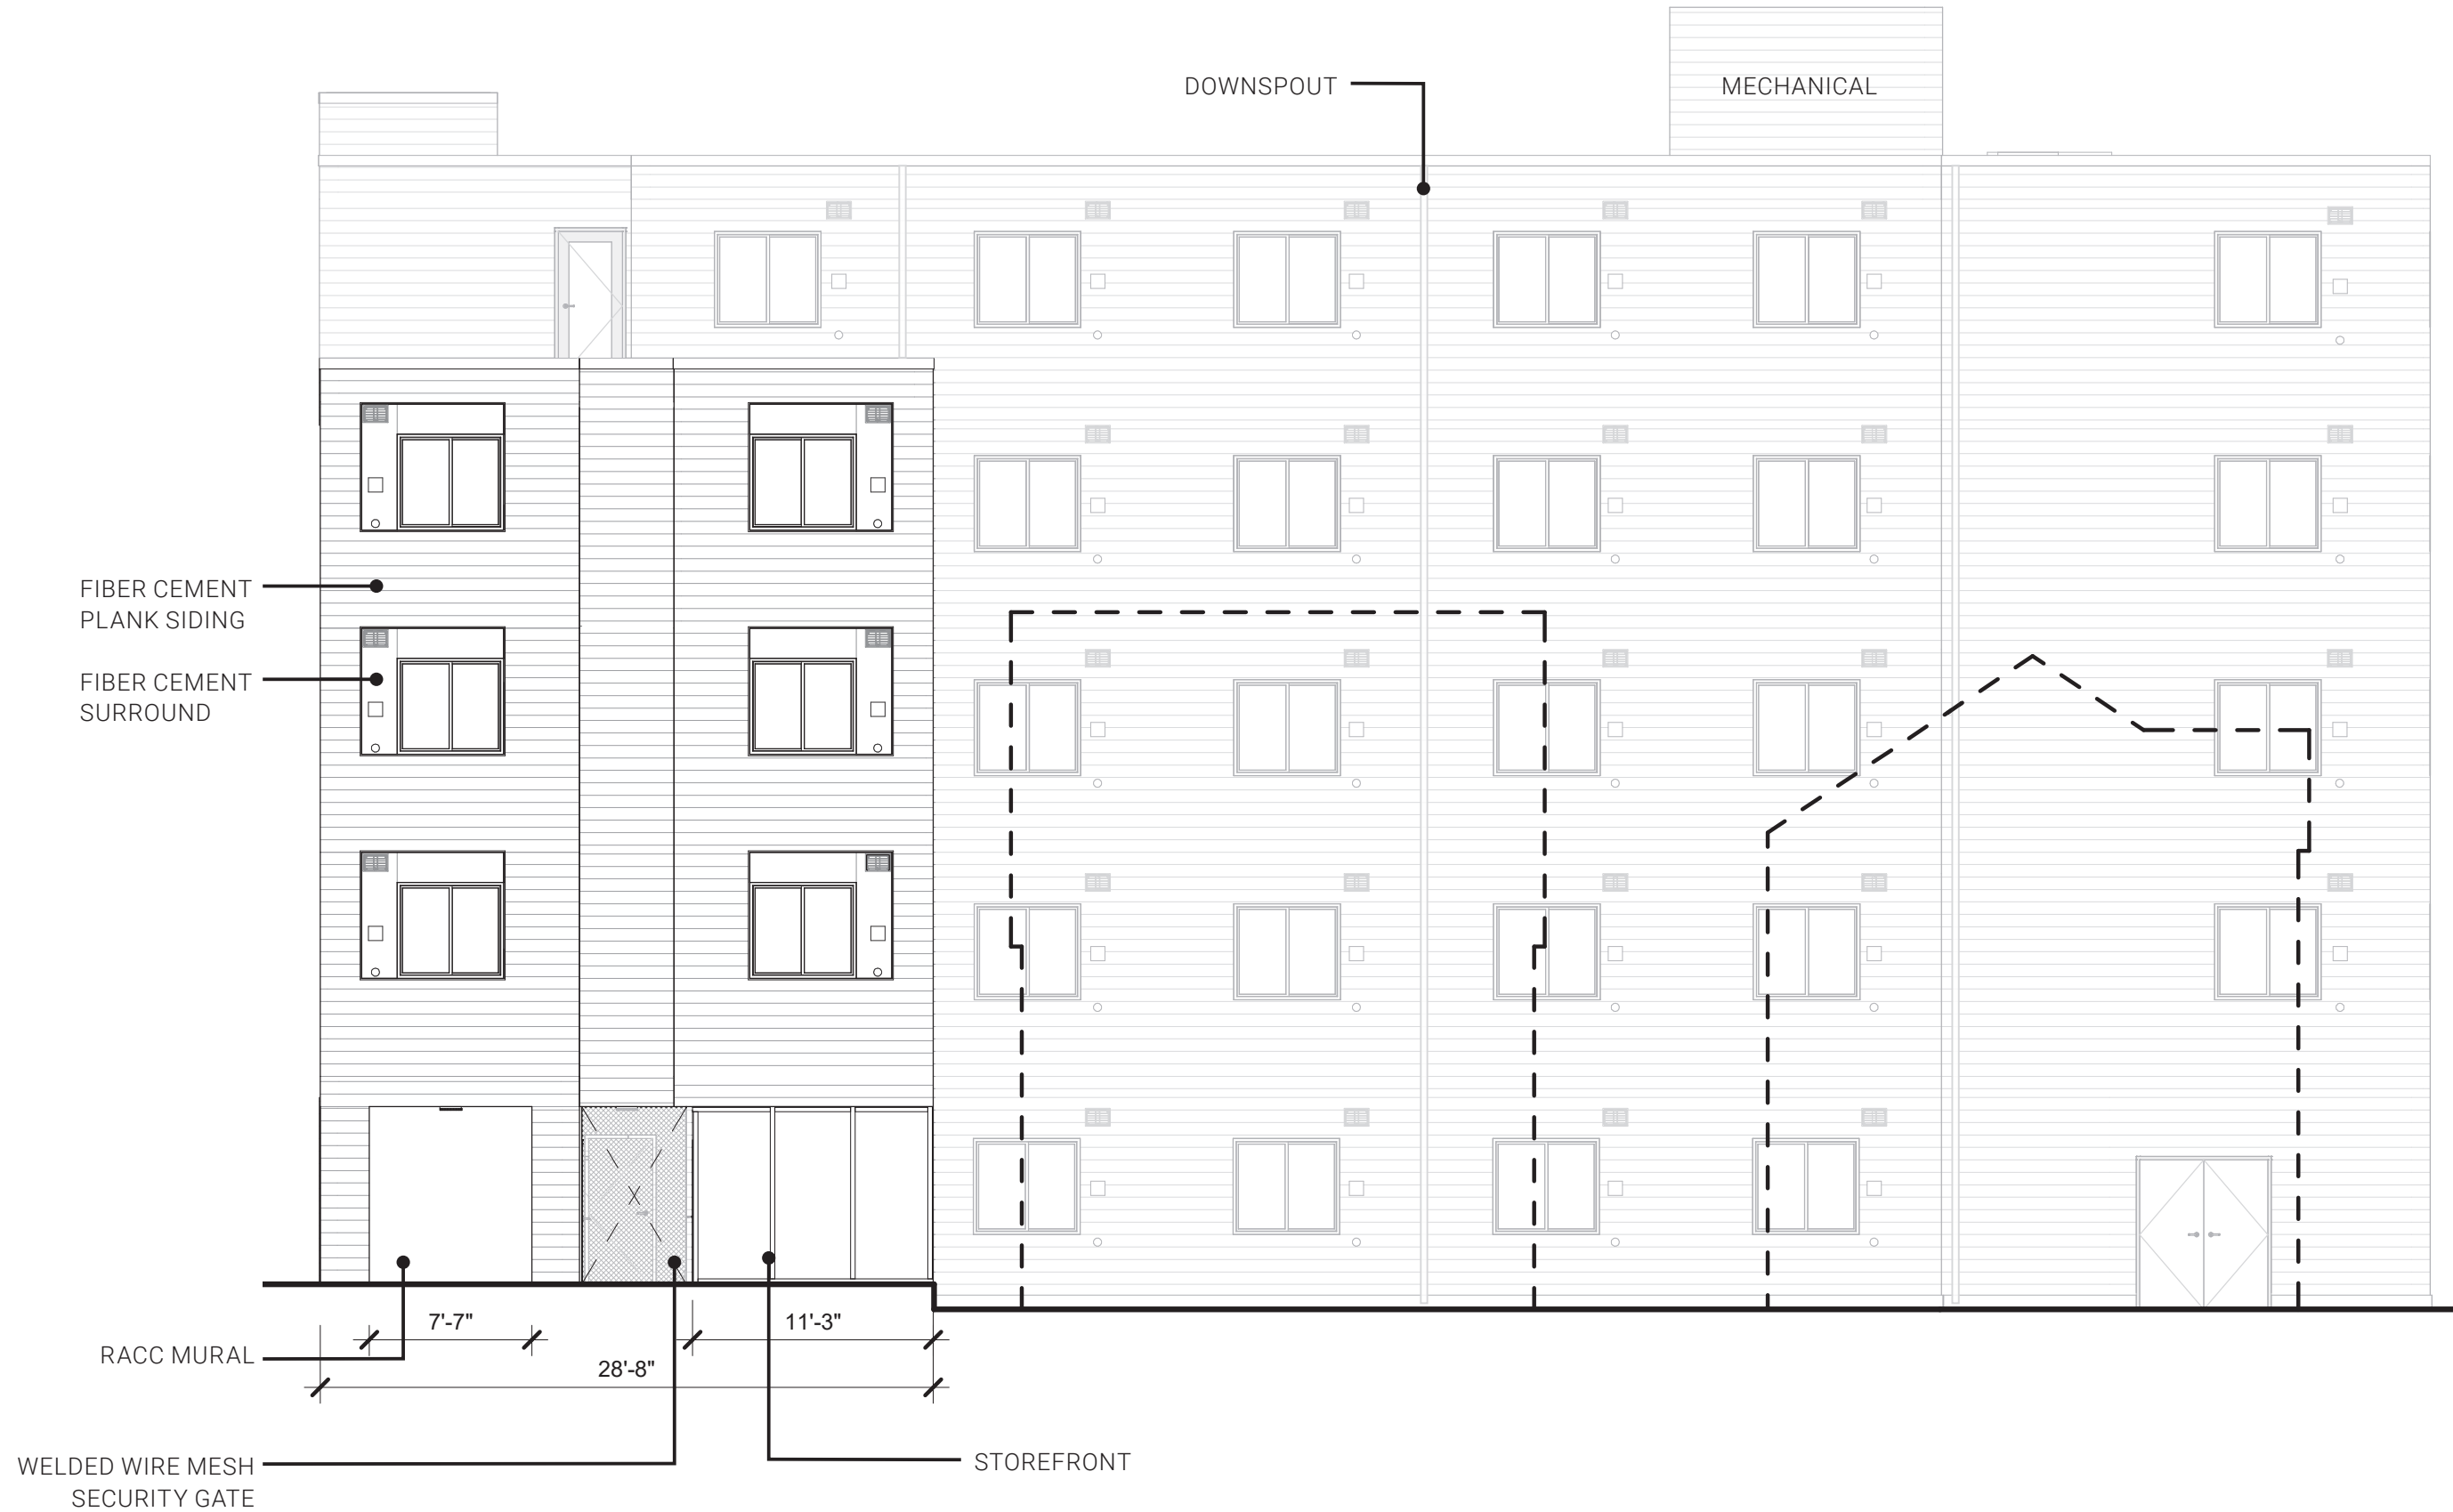 DOWNSPOUT
MECHANICAL
FIBER CEMENT
PLANK SIDING
FIBER CEMENT
SURROUND
7'-7"
11'-3"
RACC MURAL
28'-8"
WELDED WIRE MESH
SECURITY GATE
STOREFRONT